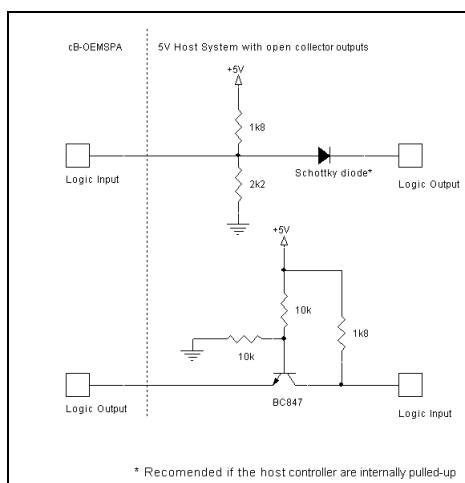 cB-OEMSPA
5V Host System with open collector outputs
+5V
1k8
Logic Input
2k2
Schottky diode*
Logic Output
+5V
10k
1k8
10k
BC847
Logic Output
Logic Input
* Recomended if the host controller are internally pulled-up